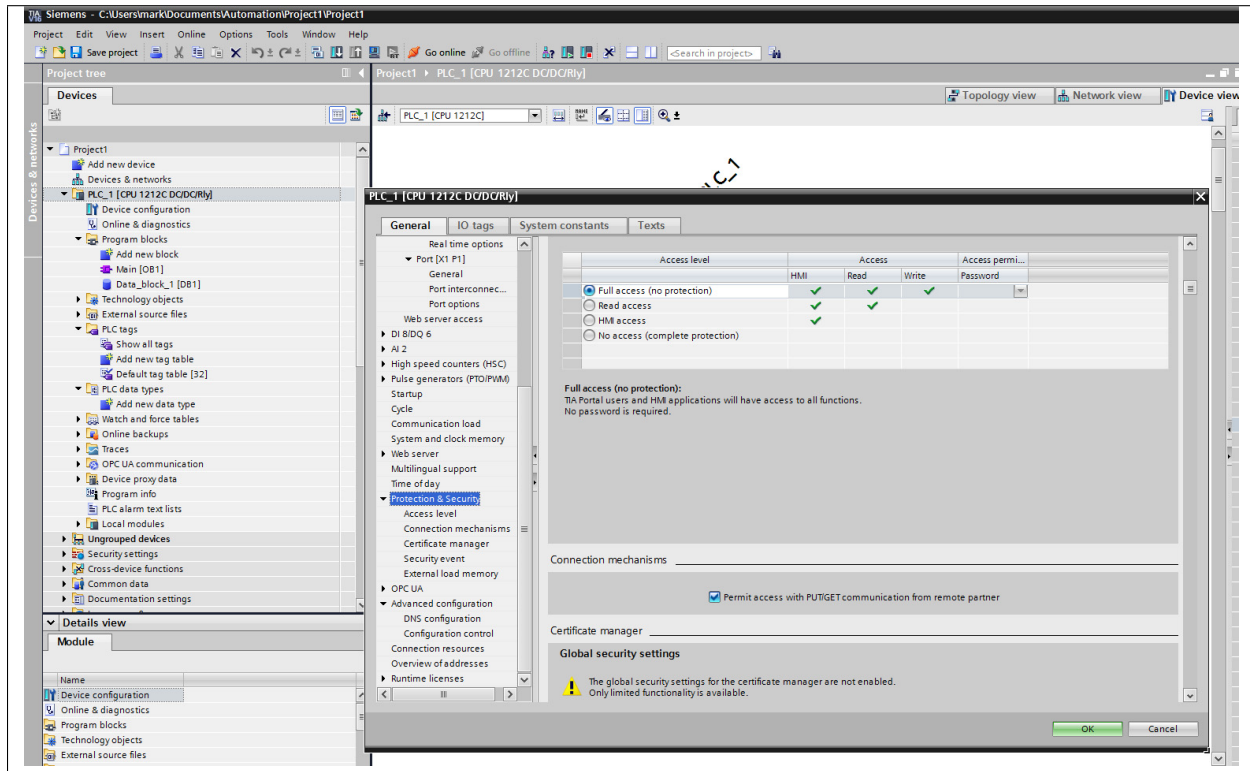 Siemens - C:\Users\mark\Documents\Automation\Project1\Project1
Project Edit View Insert Online Options Tools Window Help
Save project Go online Go offline <Search in project>
Project tree
Project1 PLC_1 [CPU 1212C DC/DC/Rly]
Devices
Topology view Network view Device view
PLC_1 [CPU 1212C]
Devices & networks
Project1
Add new device
Devices & networks
PLC_1 [CPU 1212C DC/DC/Rly]
Device configuration
Online & diagnostics
Program blocks
Add new block
Main [OB1]
Data_block_1 [DB1]
Technology objects
External source files
PLC tags
Show all tags
Add new tag table
Default tag table [32]
PLC data types
Add new data type
Watch and force tables
Online backups
Traces
OPC UA communication
Device proxy data
Program info
PLC alarm text lists
Local modules
Ungrouped devices
Security settings
Cross-device functions
Common data
Documentation settings
Details view
Module
Name
Device configuration
Online & diagnostics
Program blocks
Technology objects
External source files
PLC_1 [CPU 1212C DC/DC/Rly]
General IO tags System constants Texts
Real time options
Port [X1 P1]
General
Port interconnec...
Port options
Web server access
DI 8/DQ 6
AI 2
High speed counters (HSC)
Pulse generators (PTO/PWM)
Startup
Cycle
Communication load
System and clock memory
Web server
Multilingual support
Time of day
Protection & Security
Access level
Connection mechanisms
Certificate manager
Security event
External load memory
OPC UA
Advanced configuration
DNS configuration
Configuration control
Connection resources
Overview of addresses
Runtime licenses
Access level Access Access permi...
HMI Read Write Password
Full access (no protection)
Read access
HMI access
No access (complete protection)
Full access (no protection):
TIA Portal users and HMI applications will have access to all functions.
No password is required.
Connection mechanisms
Permit access with PUT/GET communication from remote partner
Certificate manager
Global security settings
The global security settings for the certificate manager are not enabled.
Only limited functionality is available.
OK Cancel